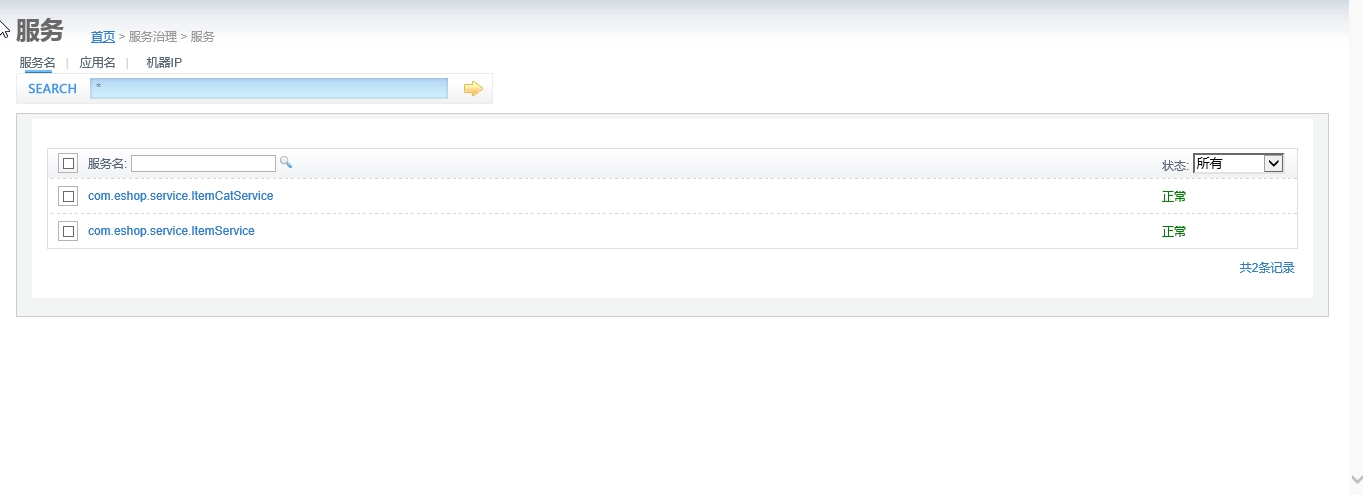 服务
首页 > 服务治理 > 服务
服务名 | 应用名 | 机器IP
SEARCH *
服务名: 状态: 所有
com.eshop.service.ItemCatService 正常
com.eshop.service.ItemService 正常
共2条记录